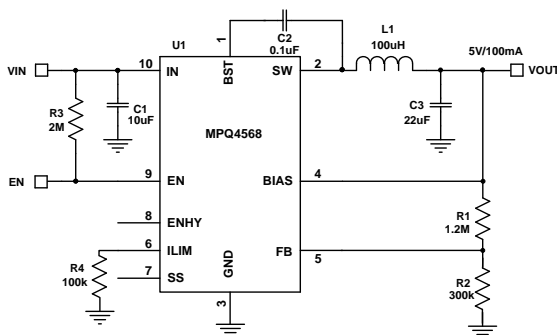 U1
C2
0.1uF
L1
100uH
5V/100mA
VIN
10
IN
1
BST
SW
2
VOUT
R3
2M
C1
10uF
C3
22uF
MPQ4568
EN
9
EN
BIAS
4
8
ENHY
R1
1.2M
6
ILIM
FB
5
R4
100k
7
SS
GND
3
R2
300k